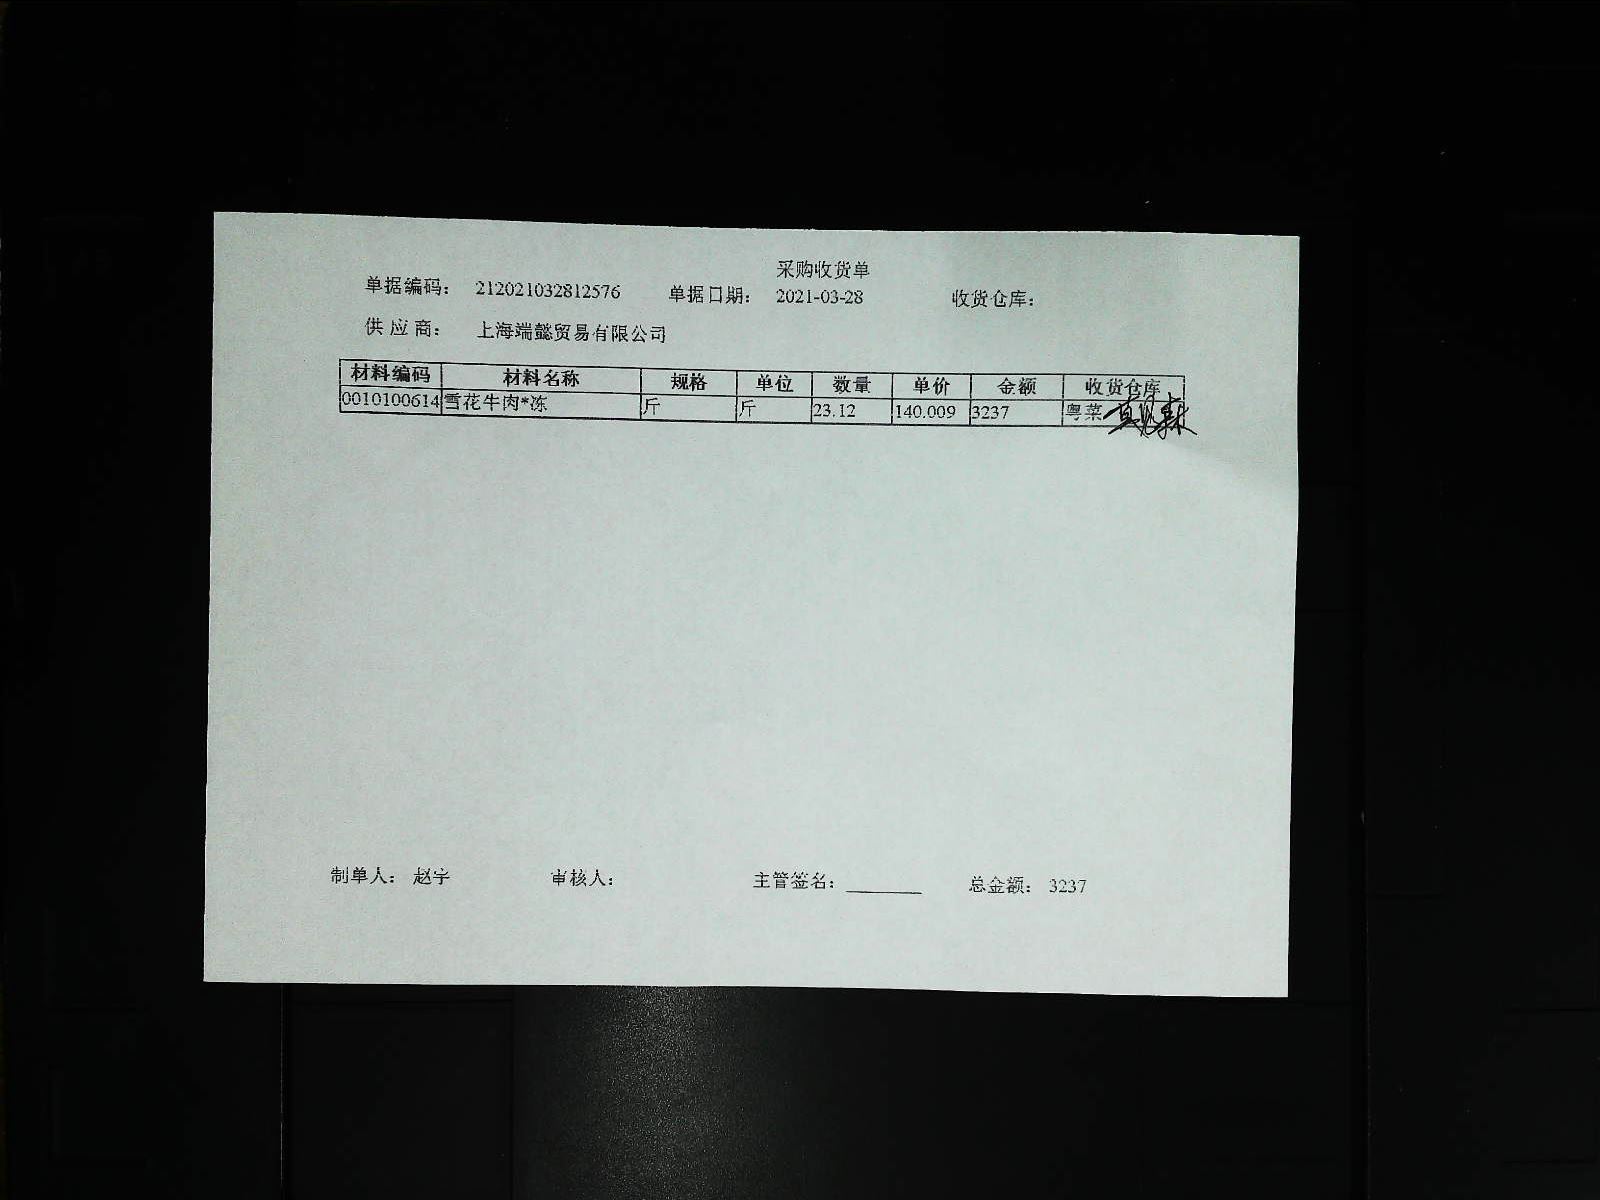 采购收货单
单据编码： 212021032812576 单据日期： 2021-03-28 收货仓库：
供 应 商： 上海端懿贸易有限公司
材料编码 材料名称 规格 单位 数量 单价 金额 收货仓库
0010100614 雪花牛肉*冻 斤 斤 23.12 140.009 3237 粤菜
制单人： 赵宇 审核人： 主管签名： 总金额： 3237